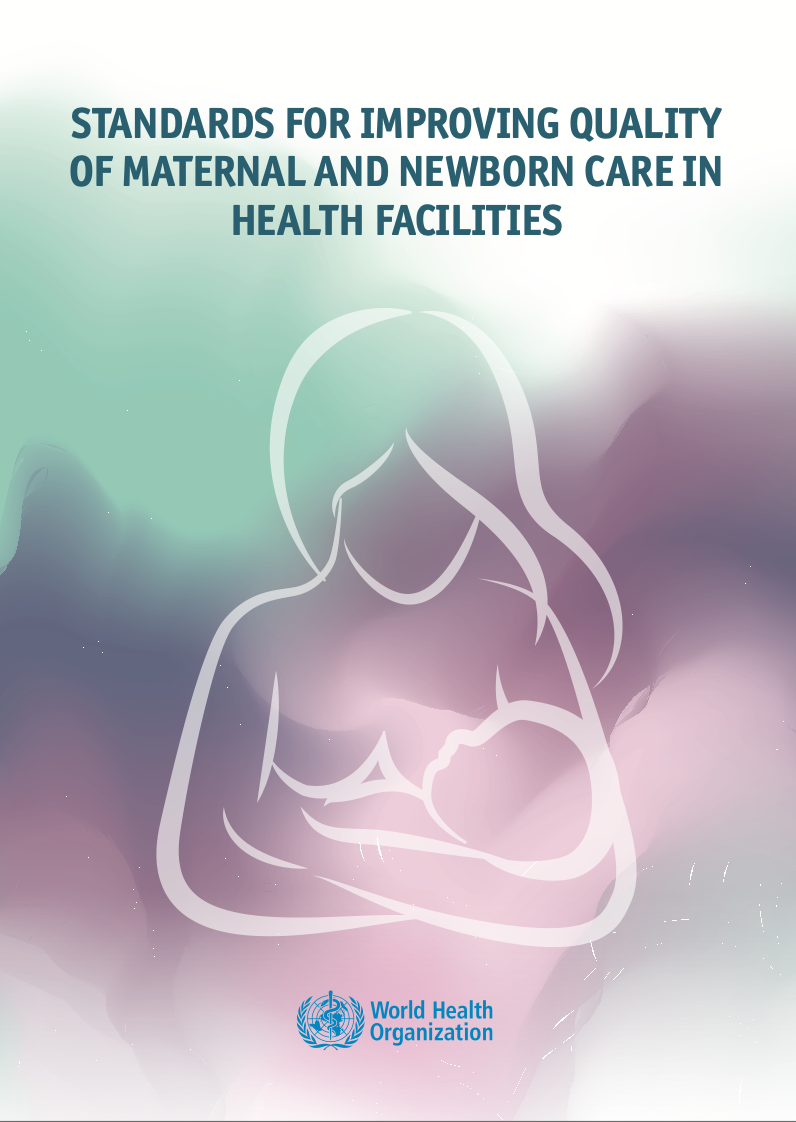 STANDARDS FOR IMPROVING QUALITY
OF MATERNAL AND NEWBORN CARE IN
HEALTH FACILITIES
World Health
Organization